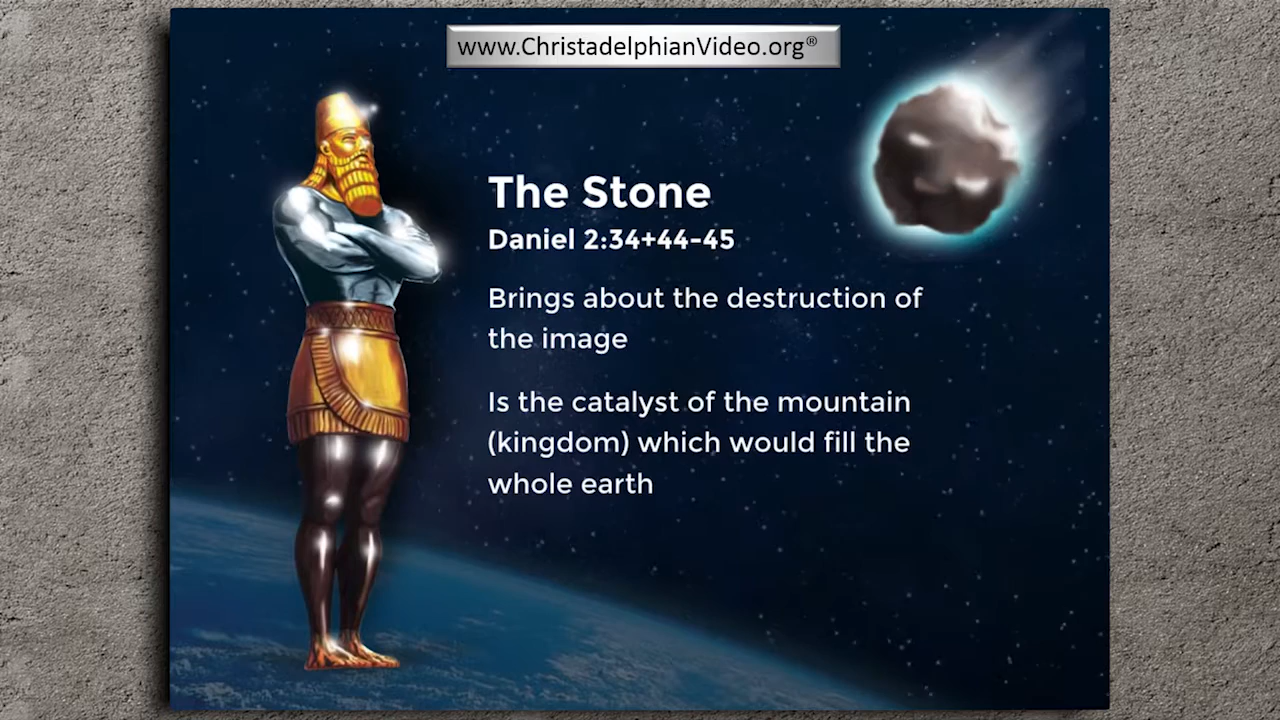 www.ChristadelphianVideo.org®
The Stone
Daniel 2:34+44-45
Brings about the destruction of
the image
Is the catalyst of the mountain
(kingdom) which would fill the
whole earth